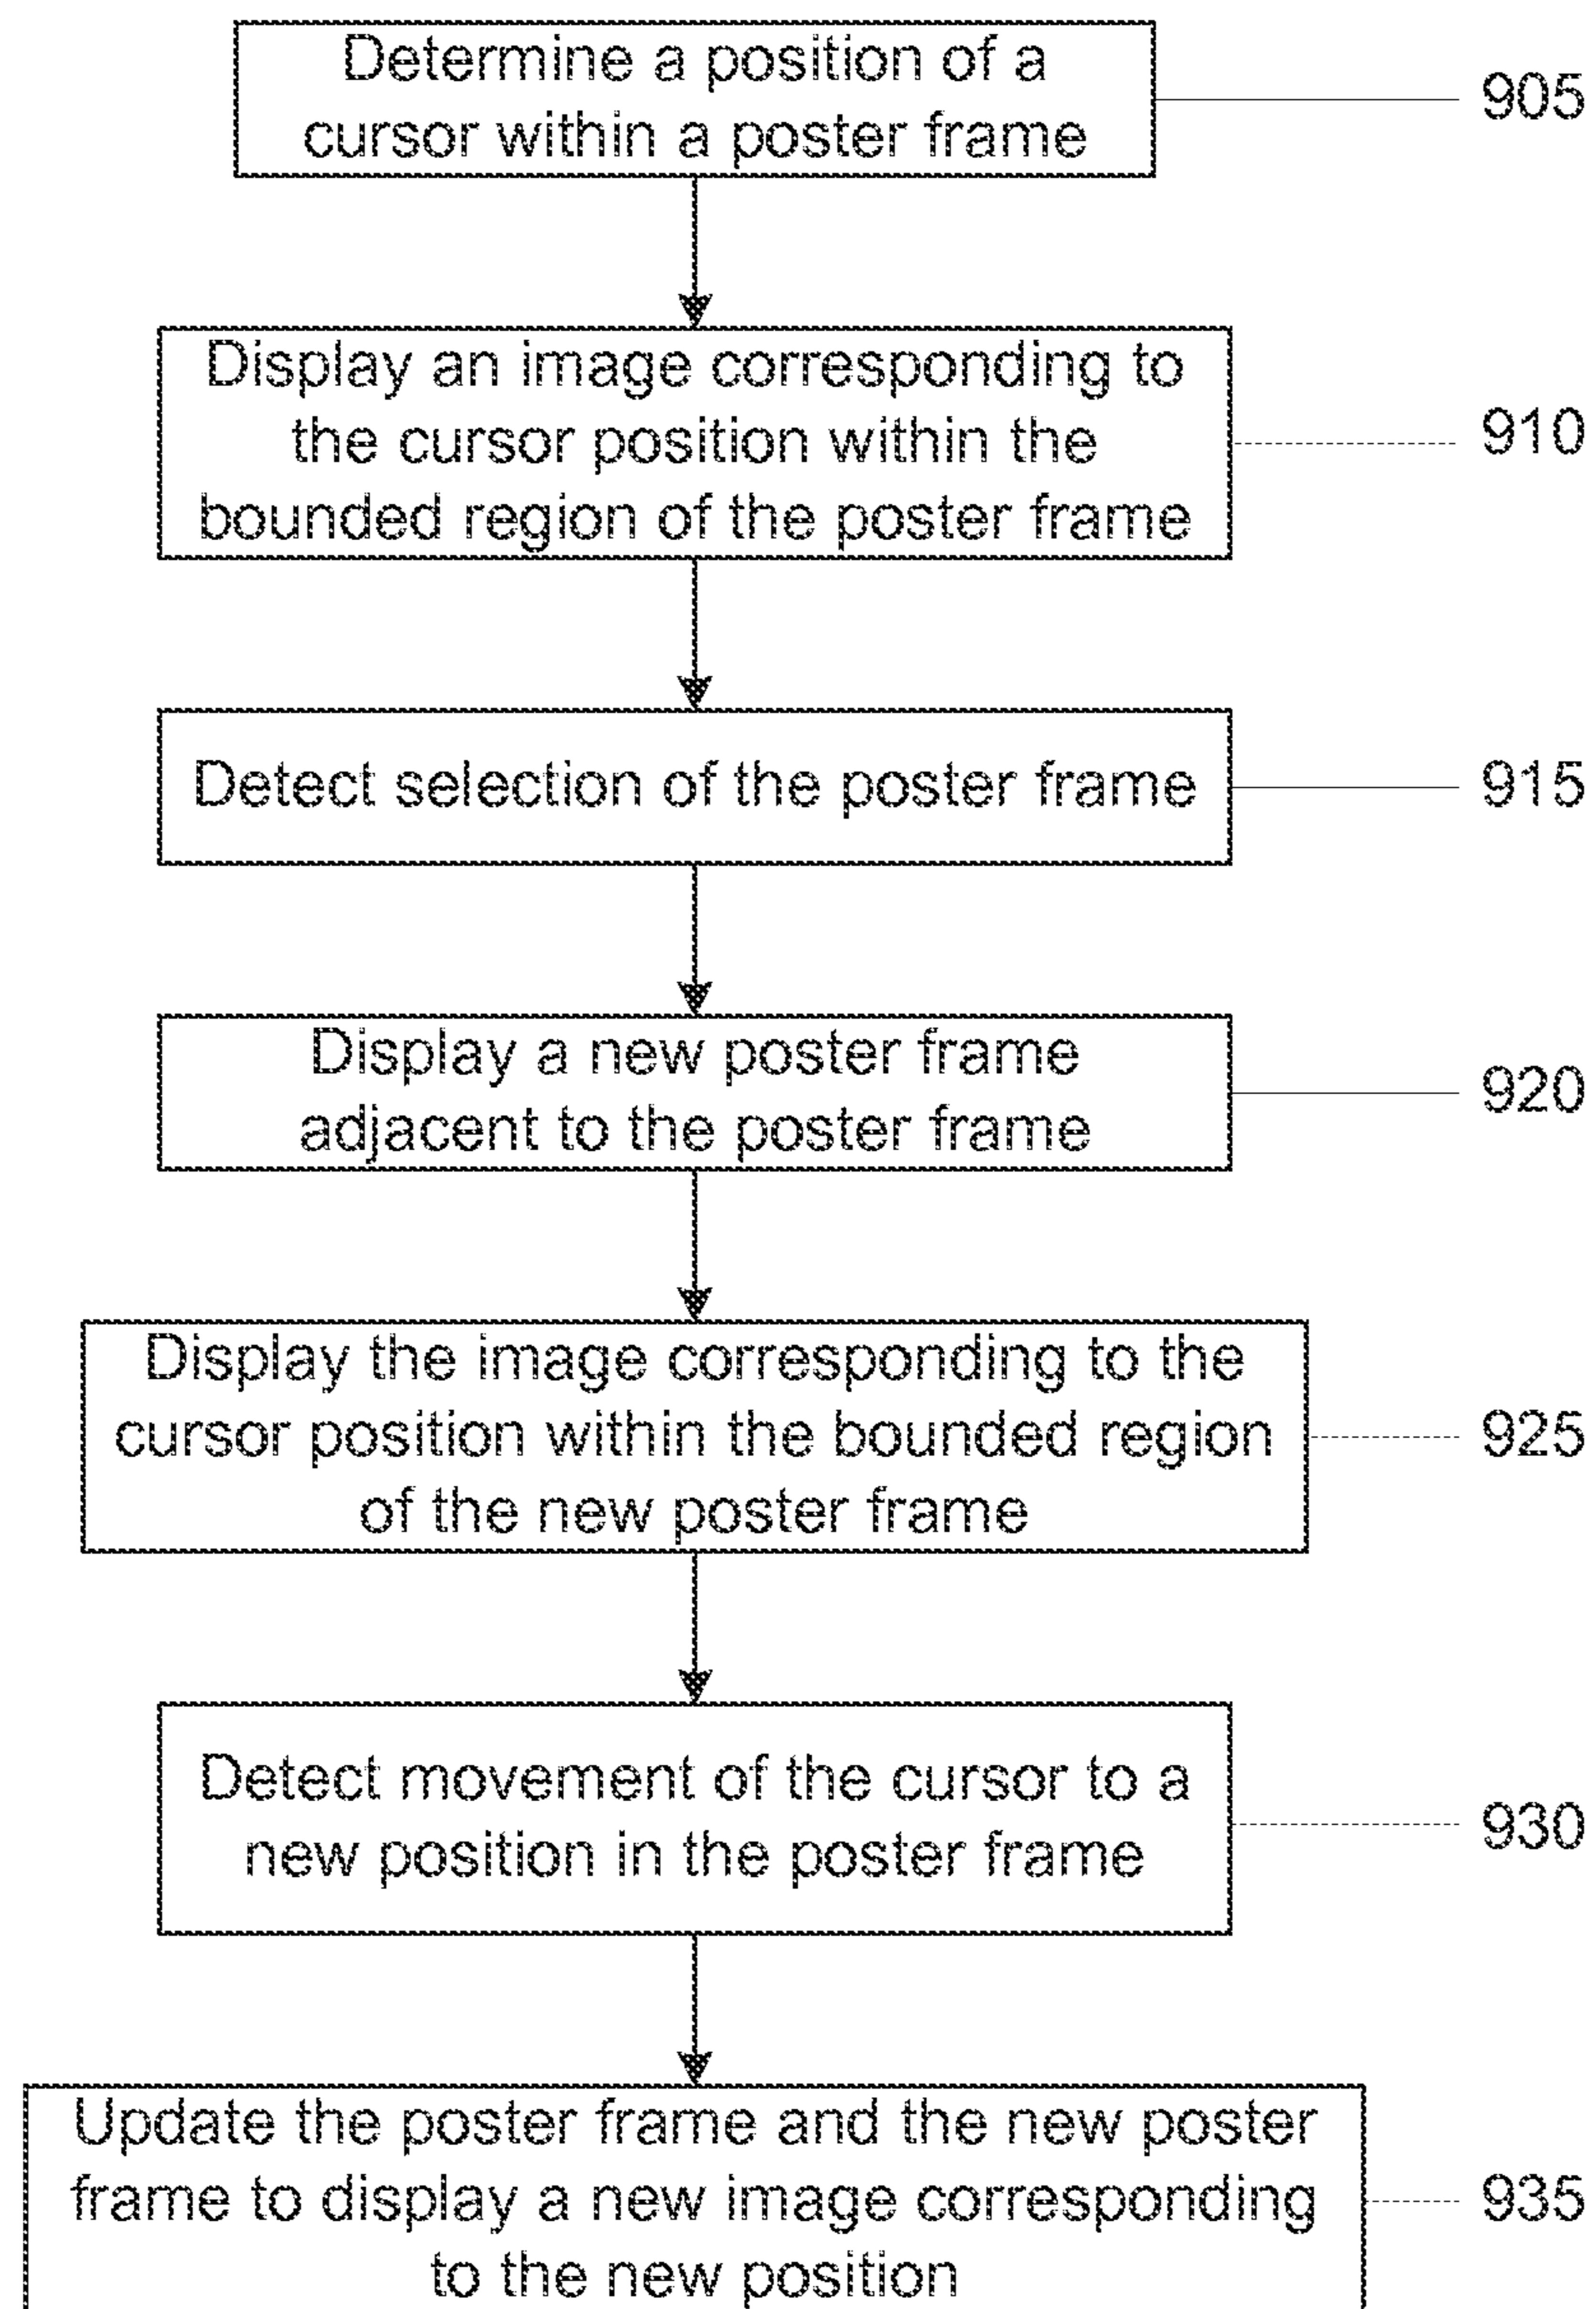 Determine a position of a
cursor within a poster frame
905
Display an image corresponding to
the cursor position within the
bounded region of the poster frame
910
Detect selection of the poster frame
915
Display a new poster frame
adjacent to the poster frame
920
Display the image corresponding to the
cursor position within the bounded region
of the new poster frame
925
Detect movement of the cursor to a
new position in the poster frame
930
Update the poster frame and the new poster
frame to display a new image corresponding
to the new position
935